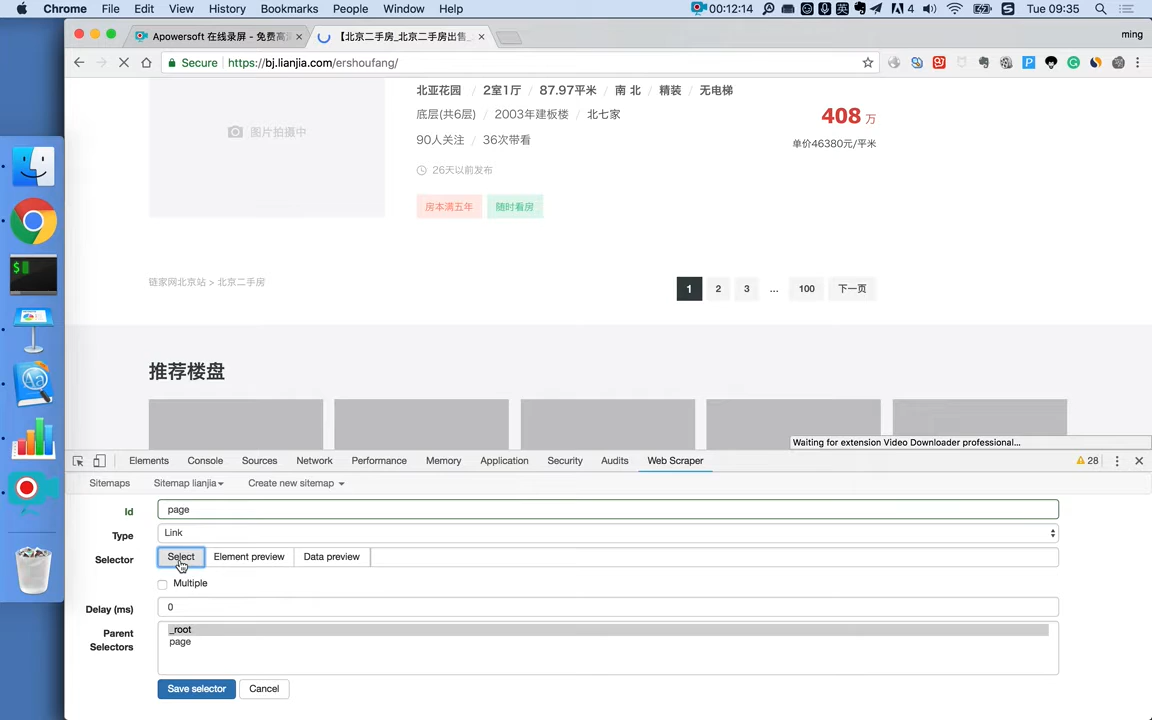 Chrome File Edit View History Bookmarks People Window Help 00:12:14 4 Tue 09:35
Apowersoft 在线录屏 - 免费高 × 【北京二手房_北京二手房出售_ × ming
Secure https://bj.lianjia.com/ershoufang/
北亚花园 / 2室1厅 / 87.97平米 / 南 北 / 精装 / 无电梯
底层(共6层) / 2003年建板楼 / 北七家
408 万
图片拍摄中
90人关注 / 36次带看
单价46380元/平米
26天以前发布
房本满五年 随时看房
链家网北京站 > 北京二手房
1 2 3 ... 100 下一页
推荐楼盘
Waiting for extension Video Downloader professional...
Elements Console Sources Network Performance Memory Application Security Audits Web Scraper 28
Sitemaps Sitemap lianjia Create new sitemap
Id page
Type Link
Selector Select Element preview Data preview
Multiple
Delay (ms) 0
Parent Selectors _root
page
Save selector Cancel